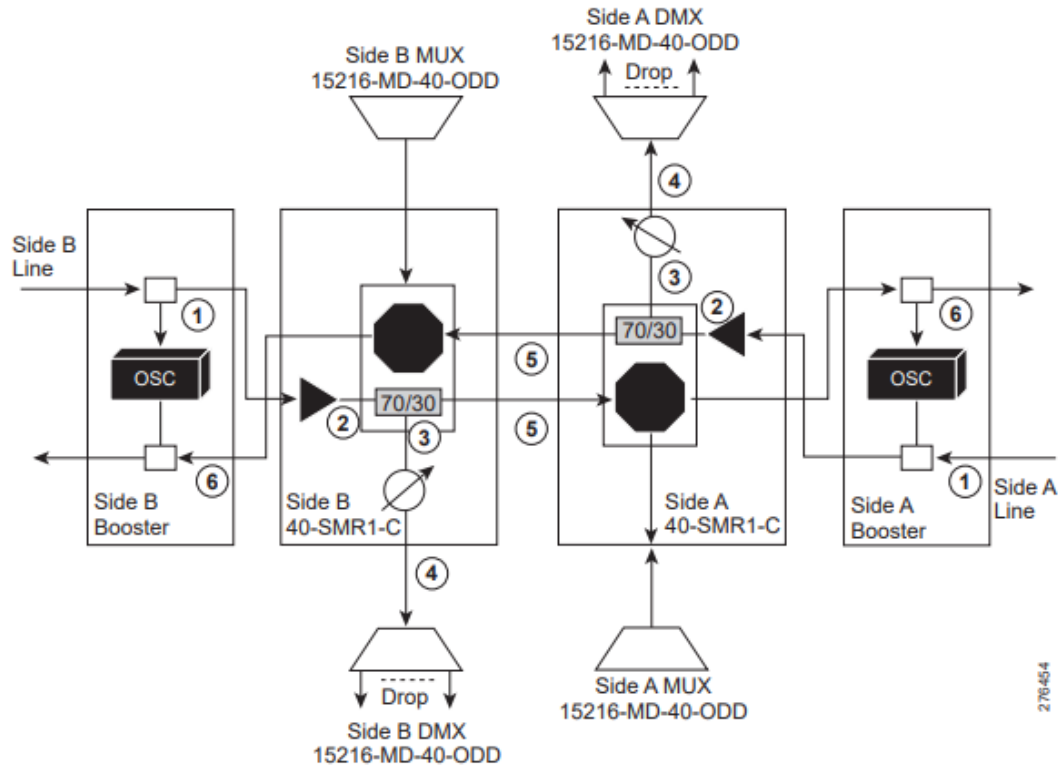 Side A DMX
15216-MD-40-ODD
Drop
Side B MUX
15216-MD-40-ODD
4
Side B
Line
1
OSC
6
Side B
Booster
2
70/30
3
Side B
40-SMR1-C
4
5
5
3
2
70/30
Side A
40-SMR1-C
6
OSC
1
Side A
Booster
Side A
Line
Drop
Side B DMX
15216-MD-40-ODD
Side A MUX
15216-MD-40-ODD
276454